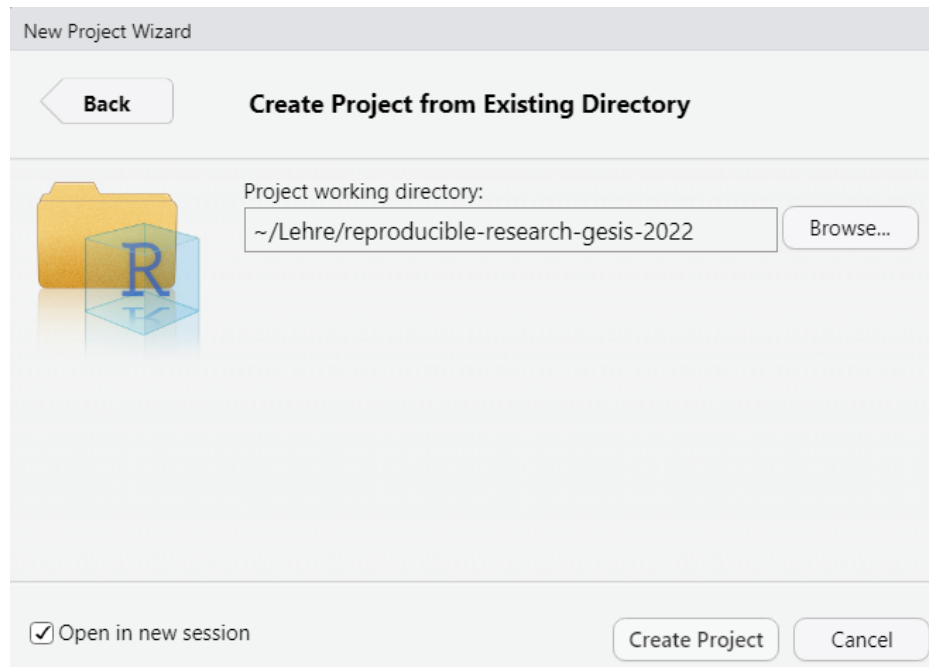 New Project Wizard
Back
Create Project from Existing Directory
Project working directory:
~/Lehre/reproducible-research-gesis-2022
Browse...
R
Open in new session
Create Project
Cancel